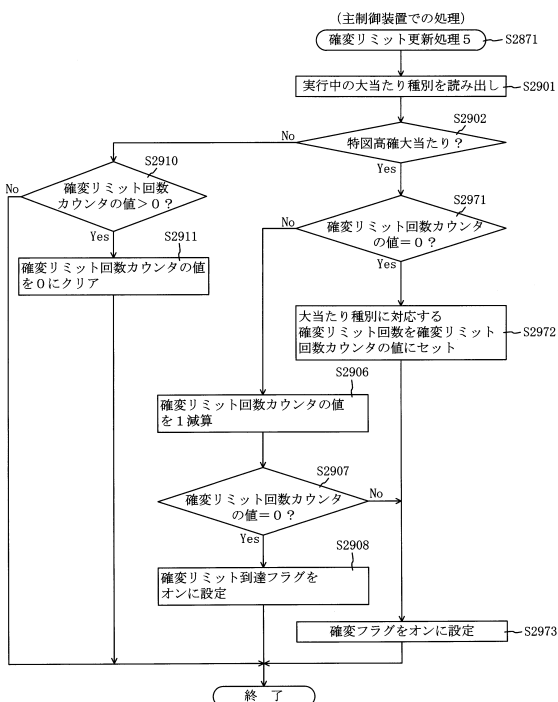 (主制御装置での処理)
確変リミット更新処理5
S2871
実行中の大当たり種別を読み出し
S2901
S2902
特図高確大当たり?
No
Yes
S2910
No
確変リミット回数
カウンタの値>0?
Yes
S2911
確変リミット回数カウンタの値
を0にクリア
S2971
No
確変リミット回数カウンタ
の値=0?
Yes
大当たり種別に対応する
確変リミット回数を確変リミット
回数カウンタの値にセット
S2972
S2906
確変リミット回数カウンタの値
を1減算
S2907
確変リミット回数カウンタ
の値=0?
No
Yes
S2908
確変リミット到達フラグを
オンに設定
確変フラグをオンに設定
S2973
終 了